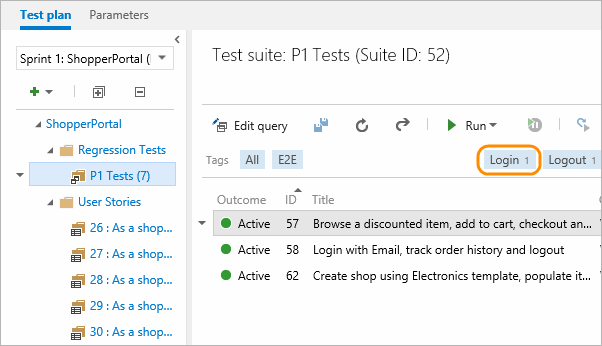 Test plan Parameters
Sprint 1: ShopperPortal (
Test suite: P1 Tests (Suite ID: 52)
Edit query Run
ShopperPortal
Regression Tests
P1 Tests (7)
User Stories
26 : As a shop...
27 : As a shop...
28 : As a shop...
29 : As a shop...
30 : As a shop...
Tags All E2E Login 1 Logout 1
Outcome ID Title
Active 57 Browse a discounted item, add to cart, checkout an...
Active 58 Login with Email, track order history and logout
Active 62 Create shop using Electronics template, populate it...